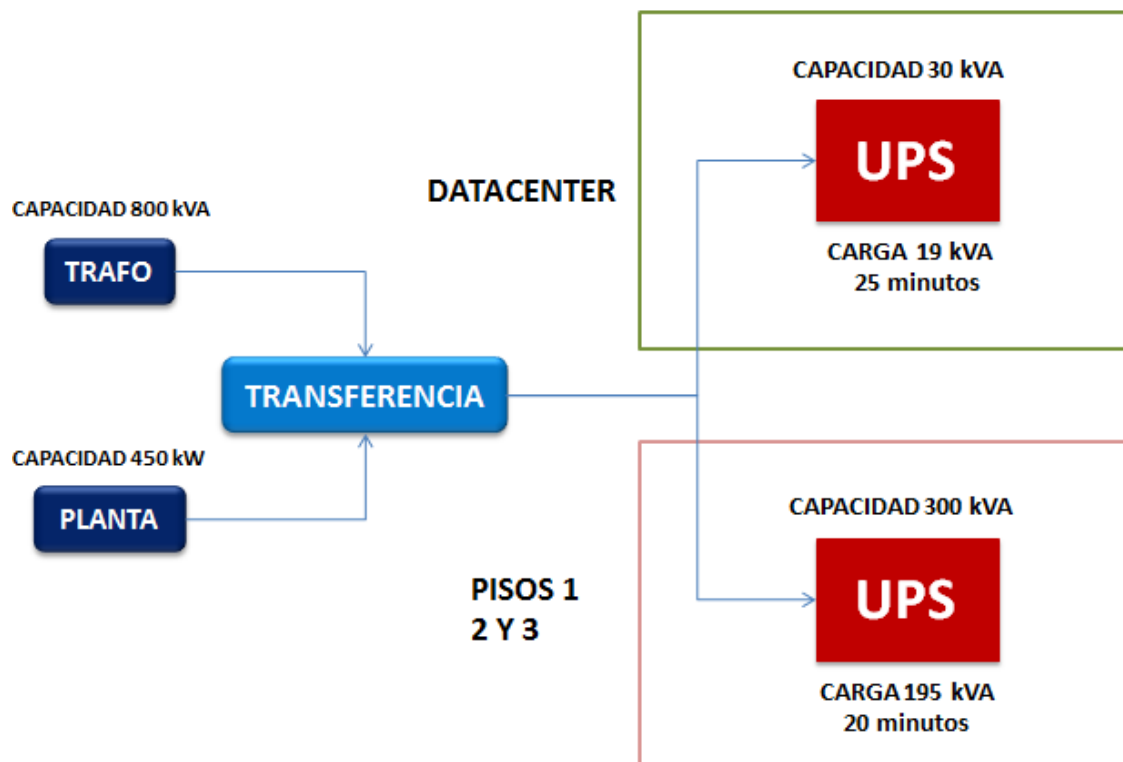 CAPACIDAD 800 kVA
TRAFO
TRANSFERENCIA
CAPACIDAD 450 kW
PLANTA
DATACENTER
CAPACIDAD 30 kVA
UPS
CARGA 19 kVA
25 minutos
PISOS 1
2 Y 3
CAPACIDAD 300 kVA
UPS
CARGA 195 kVA
20 minutos